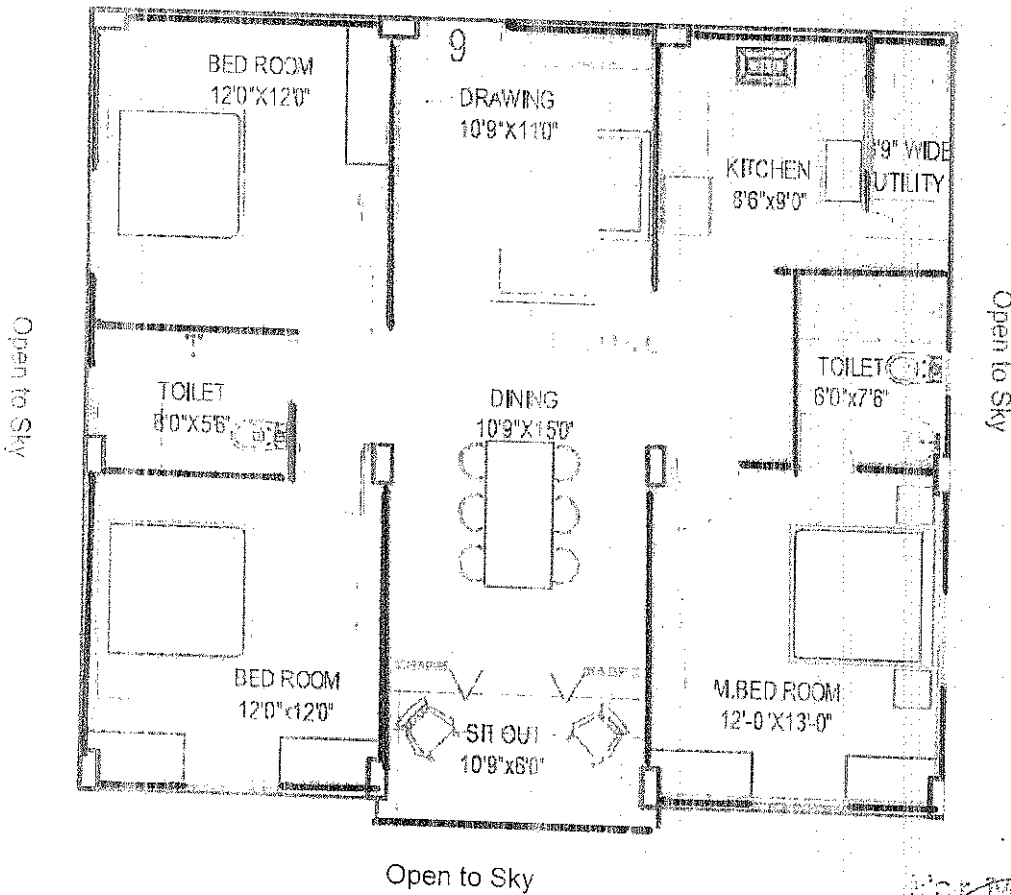 9
BED ROOM
12'0"X12'0"
DRAWING
10'9"X11'0"
KITCHEN
8'6"x9'0"
WIDE
UTILITY
Open to Sky
Open to Sky
TOILET
5'6"
DINING
10'9"X15'0"
TOILET
6'0"x7'6"
BED ROOM
12'0"x12'0"
SIT OUT
10'9"x6'0"
M.BED ROOM
12'-0"X13'-0"
Open to Sky